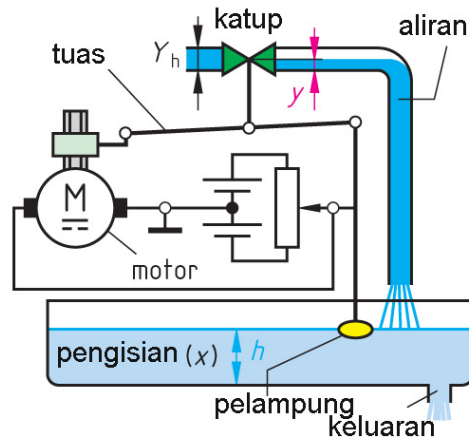 katup
aliran
Yh
tuas
y
M
motor
pengisian (x)
h
pelampung
keluaran